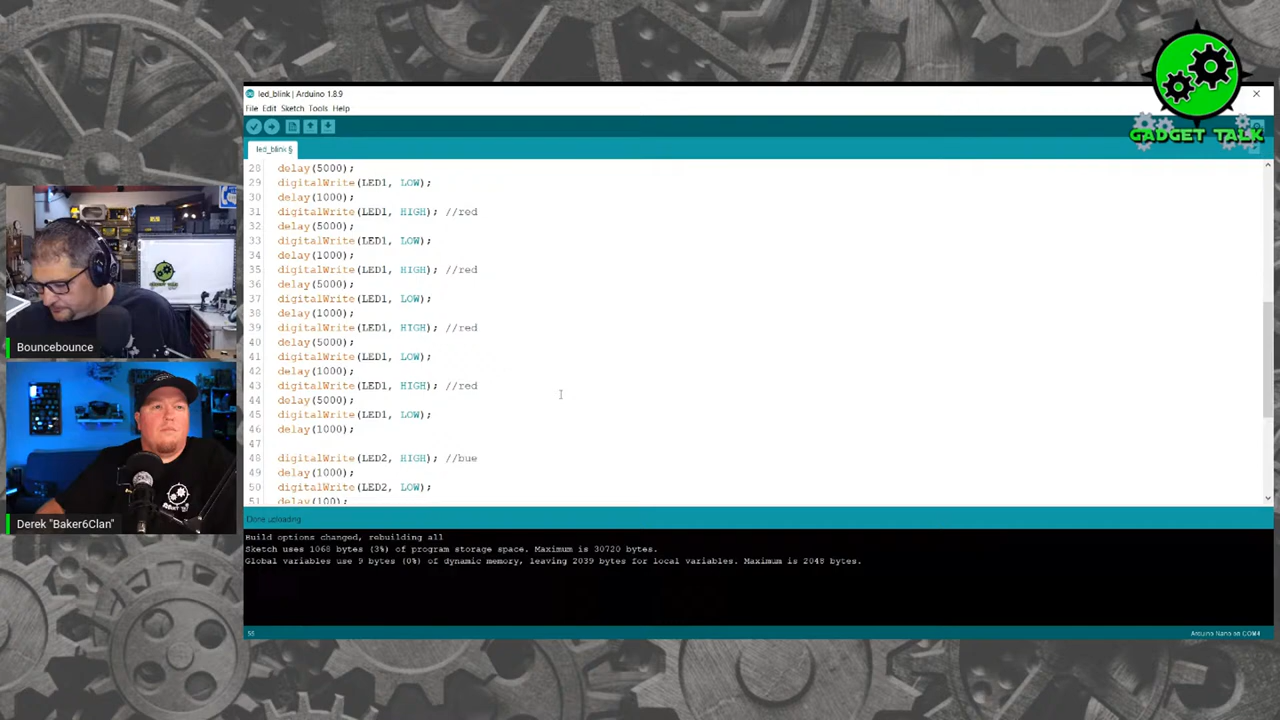 GADGET TALK
led_blink | Arduino 1.8.9
File Edit Sketch Tools Help
led_blink §
28 delay(5000);
29 digitalWrite(LED1, LOW);
30 delay(1000);
31 digitalWrite(LED1, HIGH); //red
32 delay(5000);
33 digitalWrite(LED1, LOW);
34 delay(1000);
35 digitalWrite(LED1, HIGH); //red
36 delay(5000);
37 digitalWrite(LED1, LOW);
38 delay(1000);
39 digitalWrite(LED1, HIGH); //red
40 delay(5000);
41 digitalWrite(LED1, LOW);
42 delay(1000);
43 digitalWrite(LED1, HIGH); //red
44 delay(5000);
45 digitalWrite(LED1, LOW);
46 delay(1000);
47
48 digitalWrite(LED2, HIGH); //bue
49 delay(1000);
50 digitalWrite(LED2, LOW);
51 delay(100);
Done uploading
Build options changed, rebuilding all
Sketch uses 1068 bytes (3%) of program storage space. Maximum is 30720 bytes.
Global variables use 9 bytes (0%) of dynamic memory, leaving 2039 bytes for local variables. Maximum is 2048 bytes.
Bouncebounce
Derek "Baker6Clan"